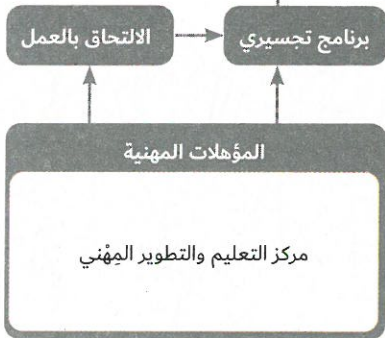 برنامج تجسيري
الالتحاق بالعمل
المؤهلات المهنية
مركز التعليم والتطوير المِهْني